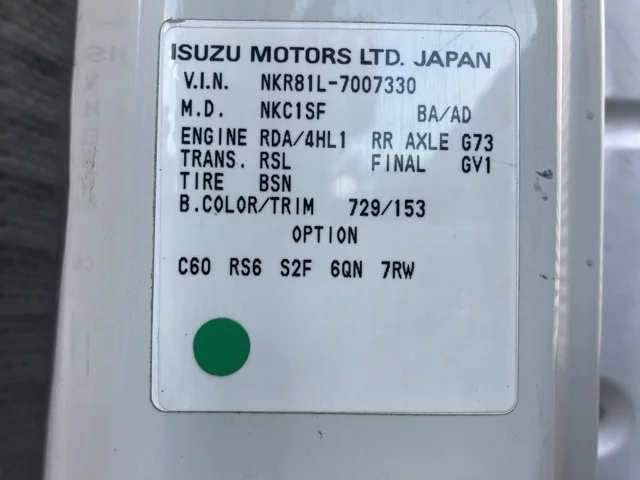 ISUZU MOTORS LTD. JAPAN
V.I.N. NKR81L-7007330
M.D. NKC1SF BA/AD
ENGINE RDA/4HL1 RR AXLE G73
TRANS. RSL FINAL GV1
TIRE BSN
B.COLOR/TRIM 729/153
OPTION
C60 RS6 S2F 6QN 7RW